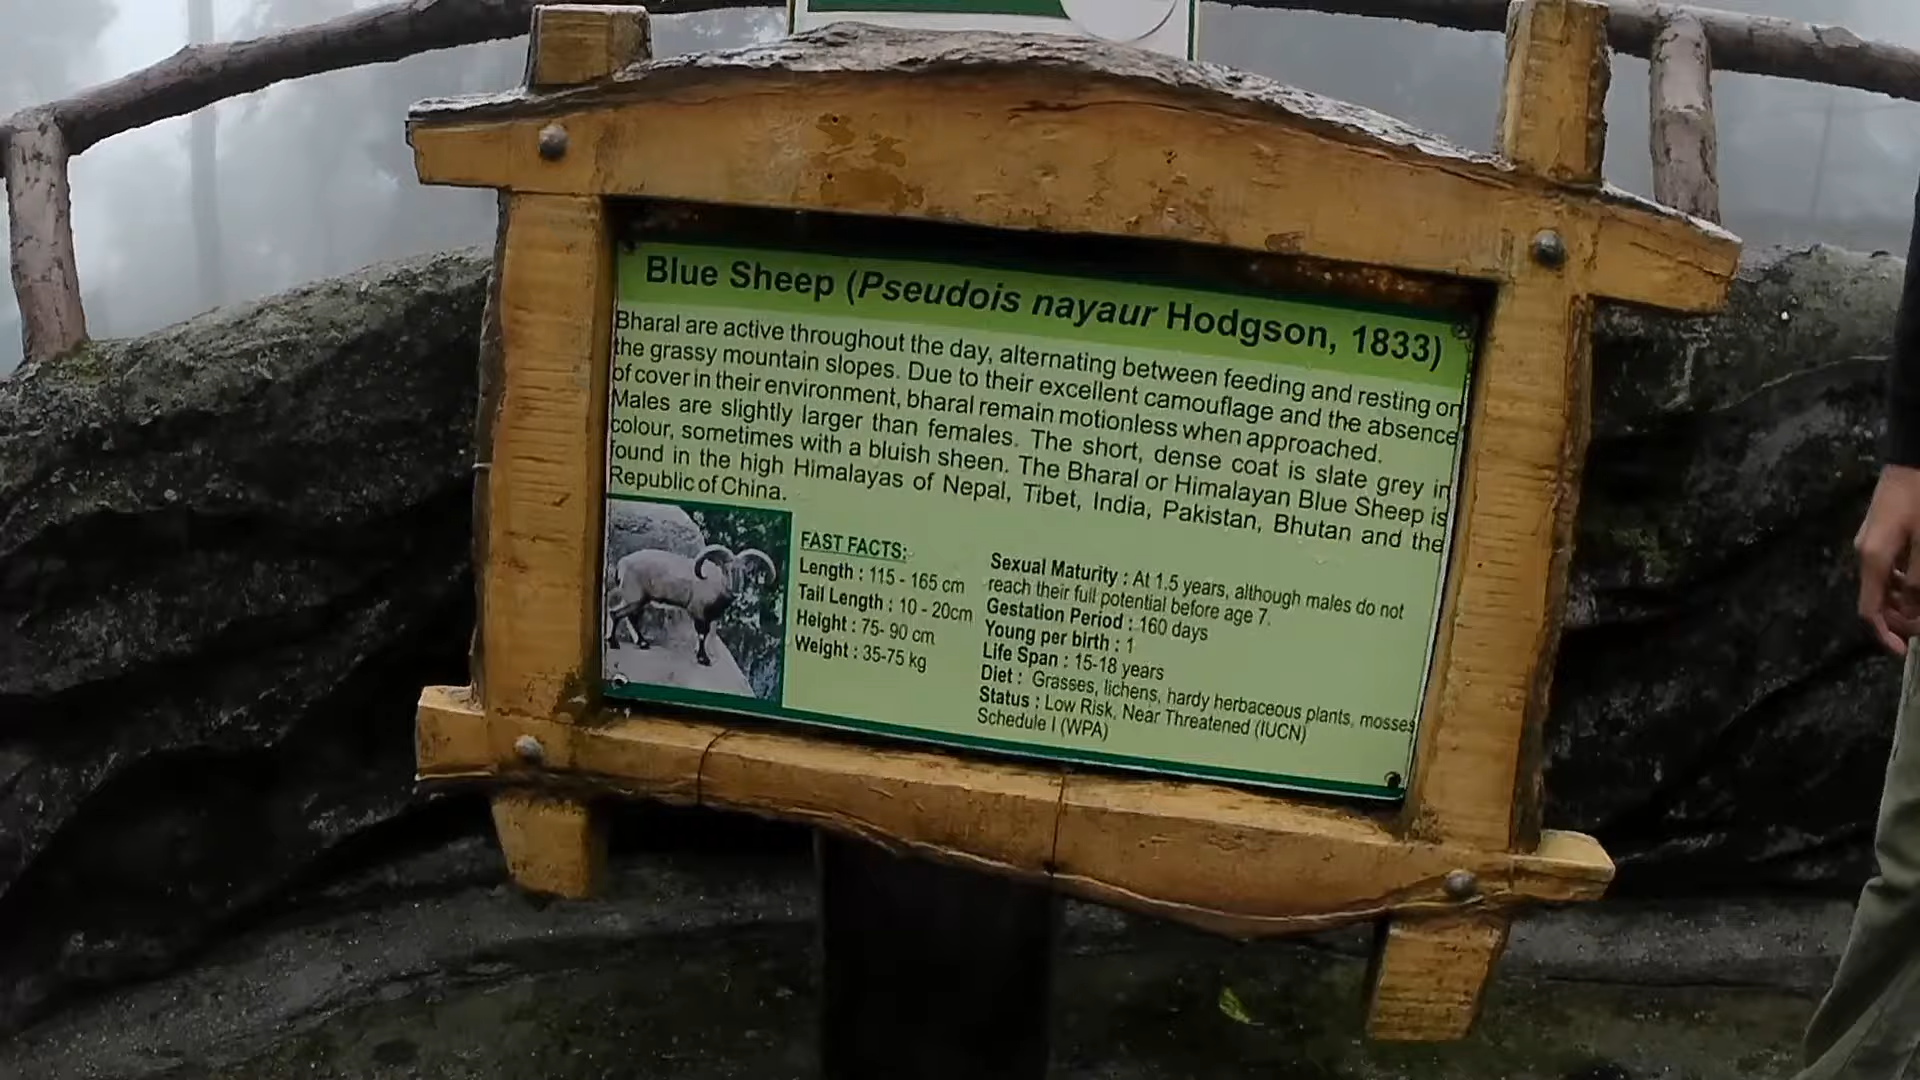 Blue Sheep (Pseudois nayaur Hodgson, 1833)
Bharal are active throughout the day, alternating between feeding and resting on
the grassy mountain slopes. Due to their excellent camouflage and the absence
of cover in their environment, bharal remain motionless when approached.
Males are slightly larger than females. The short, dense coat is slate grey in
colour, sometimes with a bluish sheen. The Bharal or Himalayan Blue Sheep is
found in the high Himalayas of Nepal, Tibet, India, Pakistan, Bhutan and the
Republic of China.
FAST FACTS:
Length : 115 - 165 cm
Tail Length : 10 - 20cm
Height : 75- 90 cm
Weight : 35-75 kg
Sexual Maturity : At 1.5 years, although males do not
reach their full potential before age 7.
Gestation Period : 160 days
Young per birth : 1
Life Span : 15-18 years
Diet : Grasses, lichens, hardy herbaceous plants, mosses
Status : Low Risk, Near Threatened (IUCN)
Schedule I (WPA)